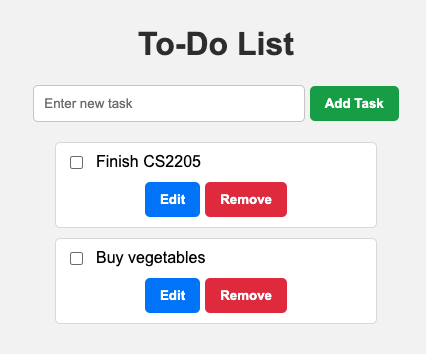 To-Do List
Enter new task Add Task
Finish CS2205
Edit Remove
Buy vegetables
Edit Remove